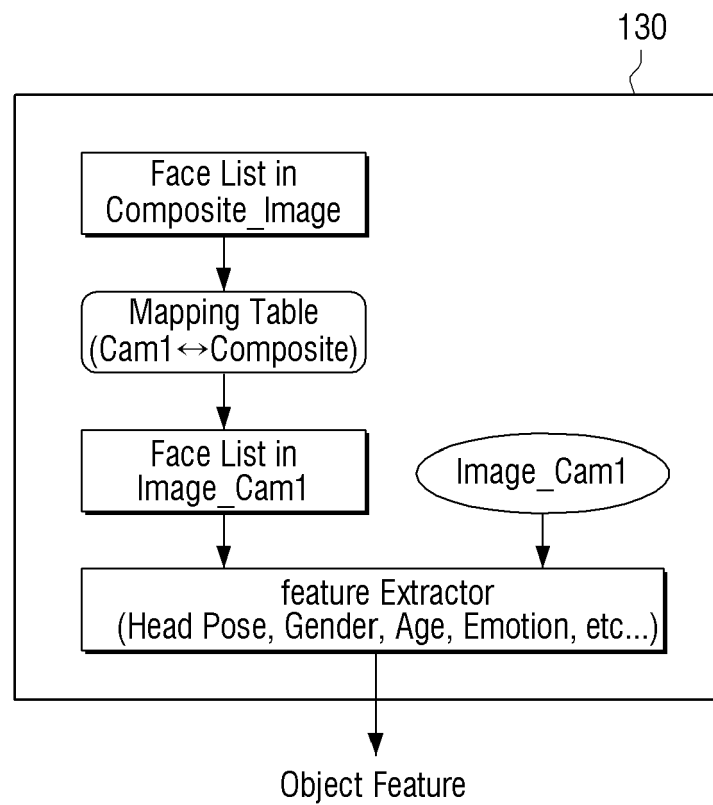 130
Face List in
Composite_Image
Mapping Table
(Cam1↔Composite)
Face List in
Image_Cam1
Image_Cam1
feature Extractor
(Head Pose, Gender, Age, Emotion, etc...)
Object Feature